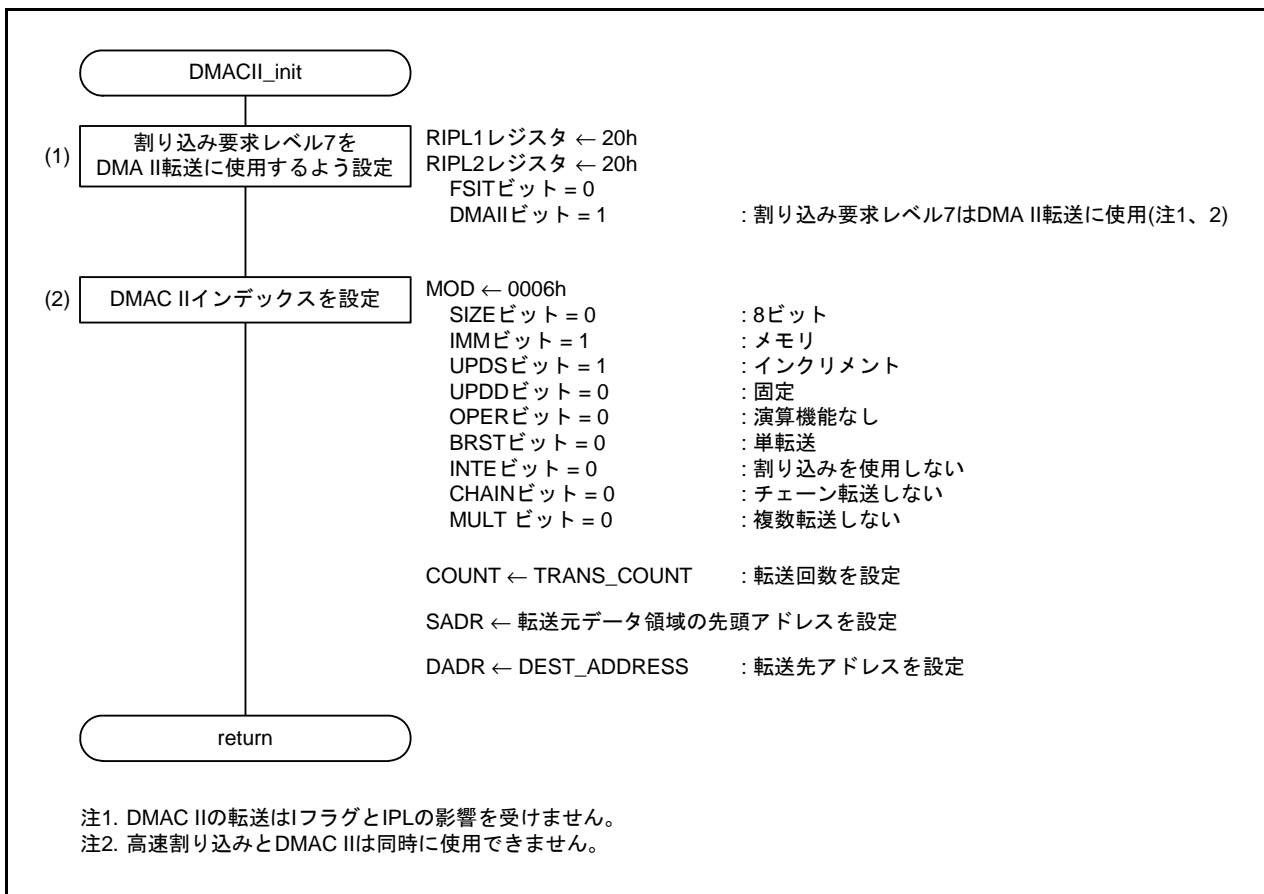 DMACII_init
(1) 割り込み要求レベル7を
DMA II転送に使用するよう設定
RIPL1レジスタ ← 20h
RIPL2レジスタ ← 20h
FSITビット = 0
DMAIIビット = 1 : 割り込み要求レベル7はDMA II転送に使用(注1、2)
(2) DMAC IIインデックスを設定
MOD ← 0006h
SIZEビット = 0 : 8ビット
IMMビット = 1 : メモリ
UPDSビット = 1 : インクリメント
UPDDビット = 0 : 固定
OPERビット = 0 : 演算機能なし
BRSTビット = 0 : 単転送
INTEビット = 0 : 割り込みを使用しない
CHAINビット = 0 : チェーン転送しない
MULT ビット = 0 : 複数転送しない
COUNT ← TRANS_COUNT : 転送回数を設定
SADR ← 転送元データ領域の先頭アドレスを設定
DADR ← DEST_ADDRESS : 転送先アドレスを設定
return
注1. DMAC IIの転送はIフラグとIPLの影響を受けません。
注2. 高速割り込みとDMAC IIは同時に使用できません。